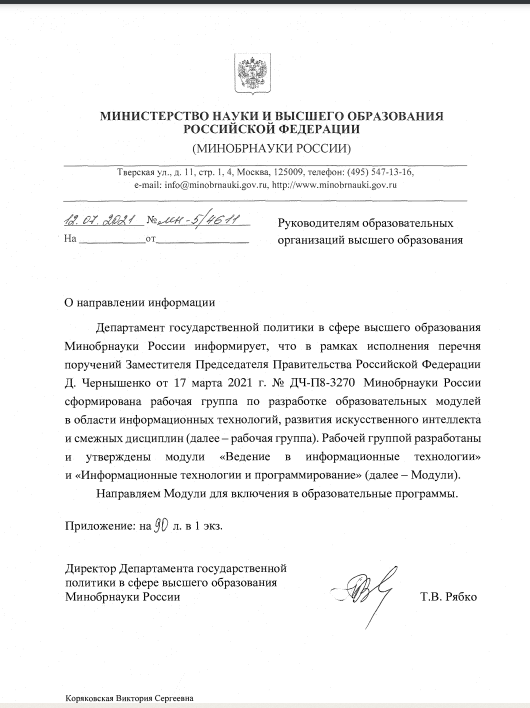 МИНИСТЕРСТВО НАУКИ И ВЫСШЕГО ОБРАЗОВАНИЯ
РОССИЙСКОЙ ФЕДЕРАЦИИ
(МИНОБРНАУКИ РОССИИ)
Тверская ул., д. 11, стр. 1, 4, Москва, 125009, телефон: (495) 547-13-16,
e-mail: info@minobrnauki.gov.ru, http://www.minobrnauki.gov.ru
12.07.2021 № МН-5/4611
На от
Руководителям образовательных
организаций высшего образования
О направлении информации
Департамент государственной политики в сфере высшего образования
Минобрнауки России информирует, что в рамках исполнения перечня
поручений Заместителя Председателя Правительства Российской Федерации
Д. Чернышенко от 17 марта 2021 г. № ДЧ-П8-3270 Минобрнауки России
сформирована рабочая группа по разработке образовательных модулей
в области информационных технологий, развития искусственного интеллекта
и смежных дисциплин (далее – рабочая группа). Рабочей группой разработаны
и утверждены модули «Ведение в информационные технологии»
и «Информационные технологии и программирование» (далее – Модули).
Направляем Модули для включения в образовательные программы.
Приложение: на 90 л. в 1 экз.
Директор Департамента государственной
политики в сфере высшего образования
Минобрнауки России
Т.В. Рябко
Коряковская Виктория Сергеевна